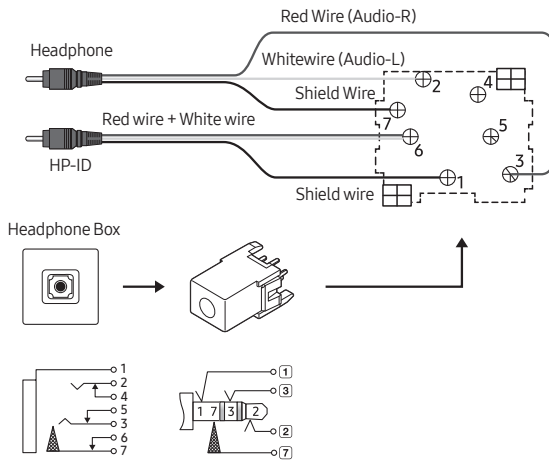 Red Wire (Audio-R)
Headphone
Whitewire (Audio-L)
2
4
Shield Wire
7
Red wire + White wire
5
6
HP-ID
3
1
Shield wire
Headphone Box
1
2
4
5
3
6
7
1
3
1 7 3 2
2
7